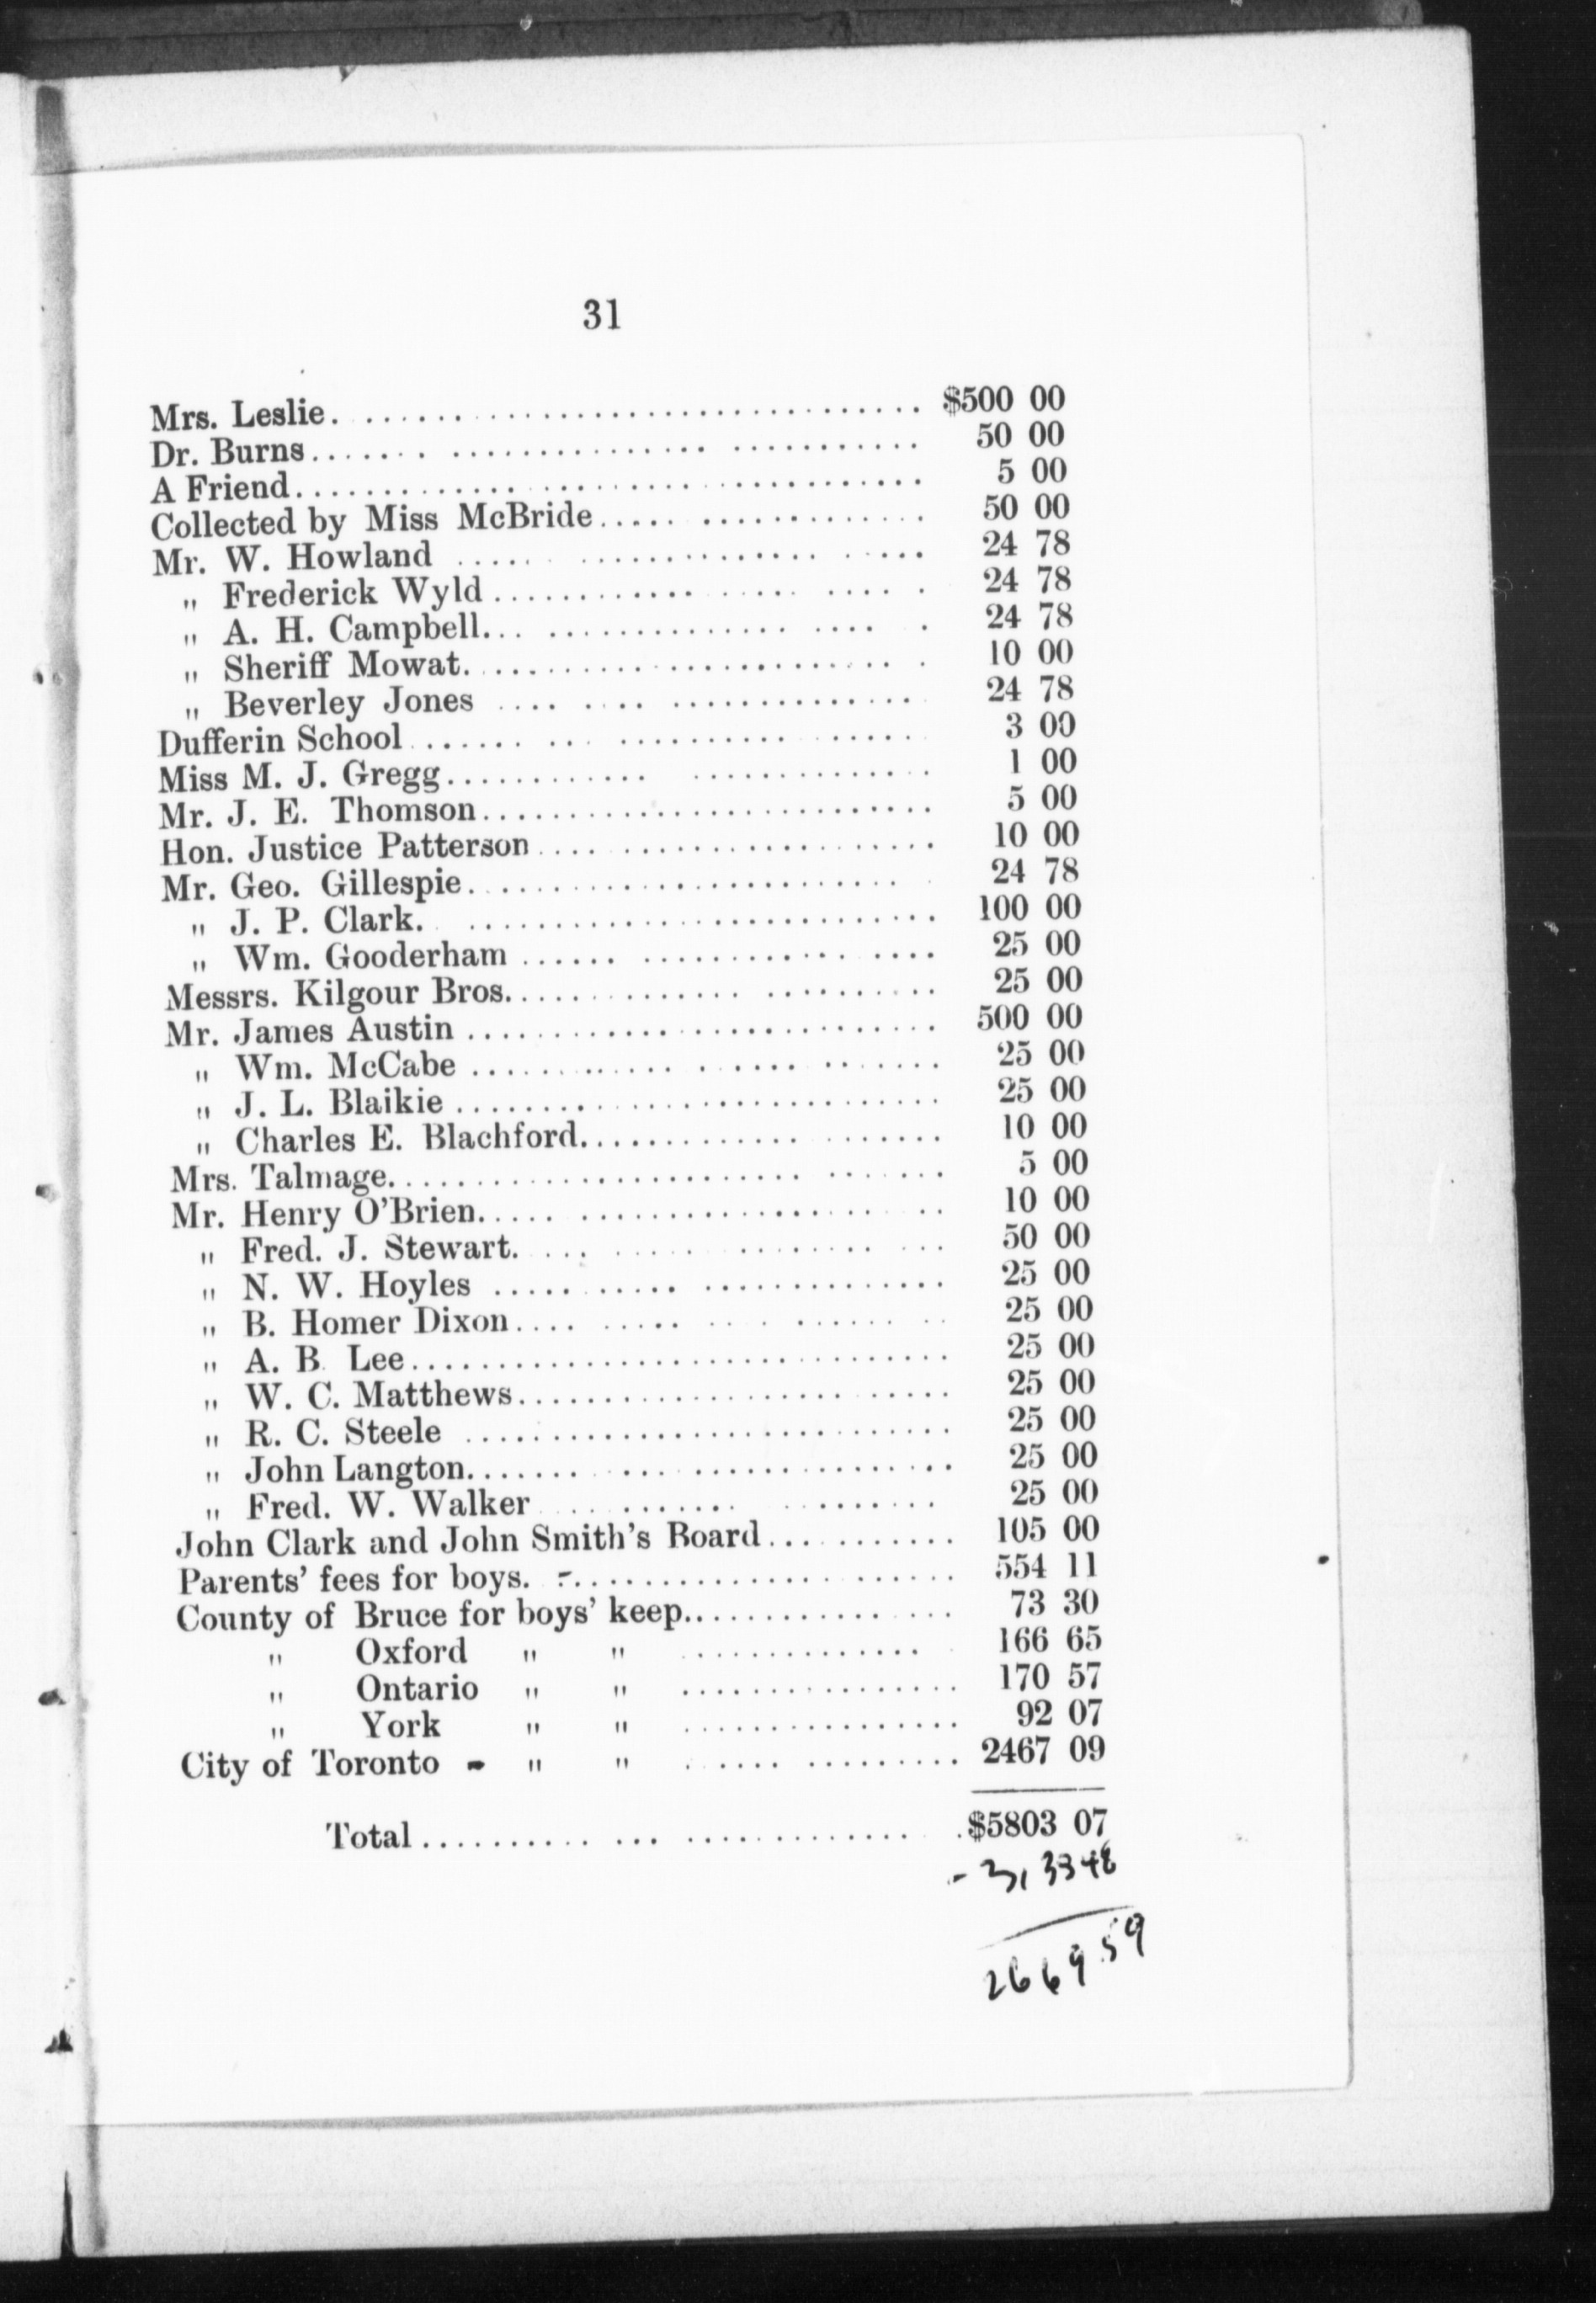 31
Mrs. Leslie. $500 00
Dr. Burns 50 00
A Friend 5 00
Collected by Miss McBride 50 00
Mr. W. Howland 24 78
" Frederick Wyld 24 78
" A. H. Campbell. 24 78
" Sheriff Mowat. 10 00
" Beverley Jones 24 78
Dufferin School 3 00
Miss M. J. Gregg 1 00
Mr. J. E. Thomson 5 00
Hon. Justice Patterson 10 00
Mr. Geo. Gillespie. 24 78
" J. P. Clark. 100 00
" Wm. Gooderham 25 00
Messrs. Kilgour Bros. 25 00
Mr. James Austin 500 00
" Wm. McCabe 25 00
" J. L. Blaikie 25 00
" Charles E. Blachford. 10 00
Mrs. Talmage. 5 00
Mr. Henry O'Brien. 10 00
" Fred. J. Stewart. 50 00
" N. W. Hoyles 25 00
" B. Homer Dixon 25 00
" A. B. Lee 25 00
" W. C. Matthews 25 00
" R. C. Steele 25 00
" John Langton. 25 00
" Fred. W. Walker 25 00
John Clark and John Smith's Board 105 00
Parents' fees for boys. 554 11
County of Bruce for boys' keep. 73 30
" Oxford " " 166 65
" Ontario " " 170 57
" York " " 92 07
City of Toronto - " " 2467 09
Total $5803 07
- 3,3348
2669.59